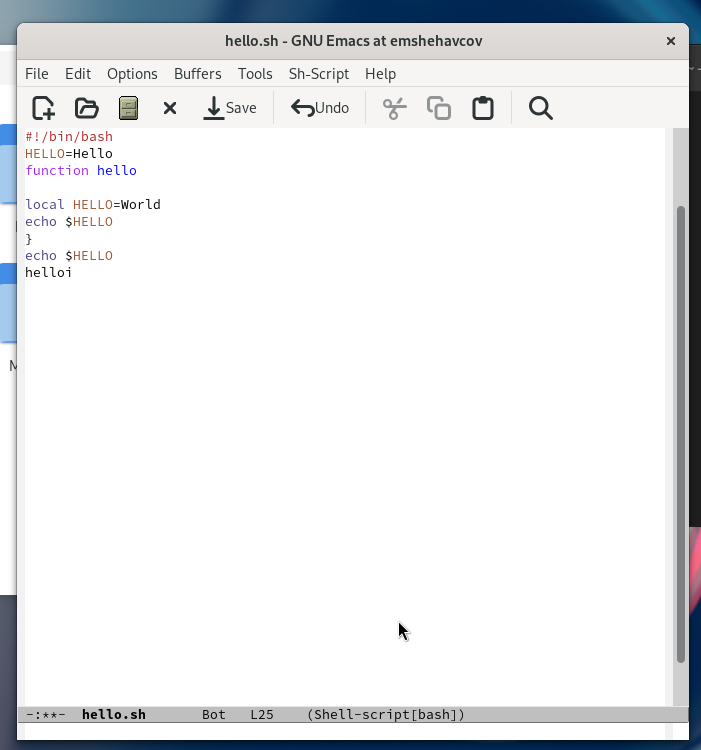 hello.sh - GNU Emacs at emshehavcov
File Edit Options Buffers Tools Sh-Script Help
Save Undo
#!/bin/bash
HELLO=Hello
function hello
local HELLO=World
echo $HELLO
}
echo $HELLO
helloi
-:**- hello.sh Bot L25 (Shell-script[bash])
M